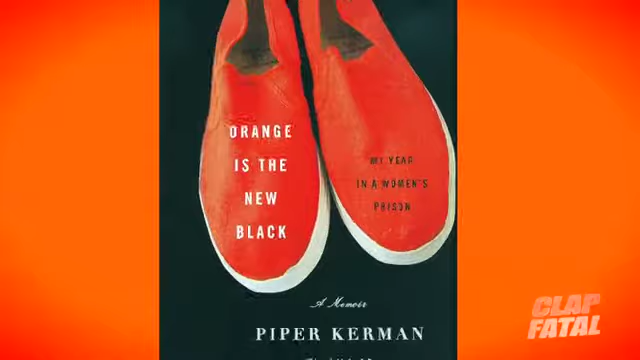 ORANGE
IS THE
NEW
BLACK
MY YEAR
IN A WOMEN'S
PRISON
A Memoir
PIPER KERMAN
CLAP
FATAL